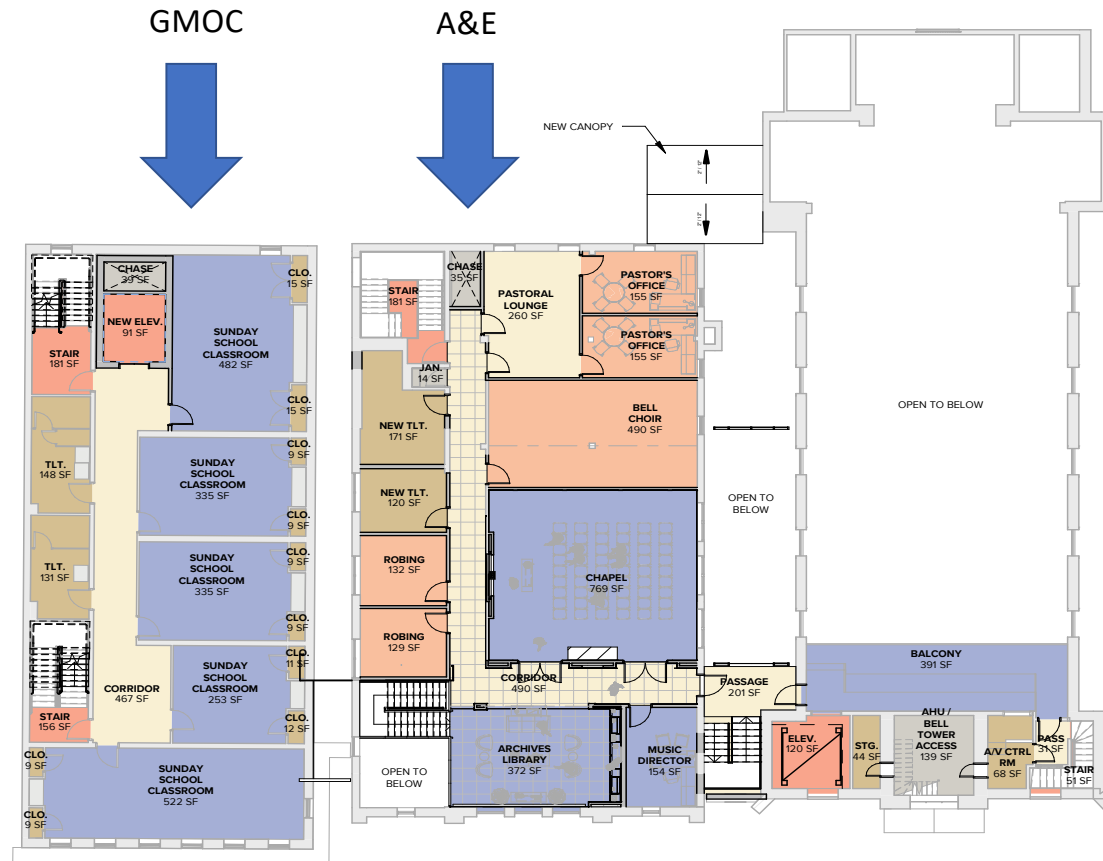 GMOC
A&E
NEW CANOPY
CHASE
39 SF
NEW ELEV.
91 SF
STAIR
181 SF
SUNDAY
SCHOOL
CLASSROOM
482 SF
CLO.
15 SF
CLO.
15 SF
TLT.
148 SF
SUNDAY
SCHOOL
CLASSROOM
335 SF
CLO.
9 SF
CLO.
9 SF
TLT.
131 SF
SUNDAY
SCHOOL
CLASSROOM
335 SF
CLO.
9 SF
CLO.
9 SF
CORRIDOR
467 SF
SUNDAY
SCHOOL
CLASSROOM
253 SF
CLO.
11 SF
CLO.
12 SF
STAIR
156 SF
CLO.
9 SF
SUNDAY
SCHOOL
CLASSROOM
522 SF
CLO.
9 SF
STAIR
181 SF
CHASE
35 SF
PASTORAL
LOUNGE
260 SF
PASTOR'S
OFFICE
155 SF
PASTOR'S
OFFICE
155 SF
JAN.
14 SF
NEW TLT.
171 SF
BELL
CHOIR
490 SF
NEW TLT.
120 SF
ROBING
132 SF
CHAPEL
769 SF
ROBING
129 SF
CORRIDOR
490 SF
OPEN TO
BELOW
ARCHIVES
LIBRARY
372 SF
MUSIC
DIRECTOR
154 SF
OPEN TO
BELOW
PASSAGE
201 SF
OPEN TO BELOW
BALCONY
391 SF
ELEV.
120 SF
STG.
44 SF
AHU /
BELL
TOWER
ACCESS
139 SF
A/V CTRL
RM
68 SF
PASS
31 SF
STAIR
51 SF